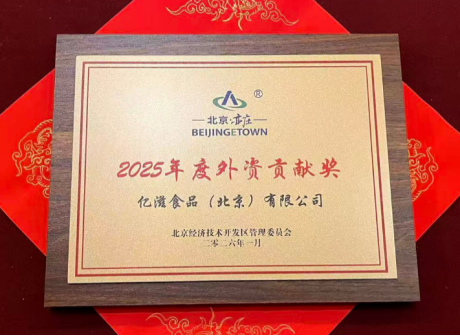 ®
北京·亦庄
BEIJINGETOWN
2025年度外资贡献奖
亿滋食品（北京）有限公司
北京经济技术开发区管理委员会
二〇二六年一月